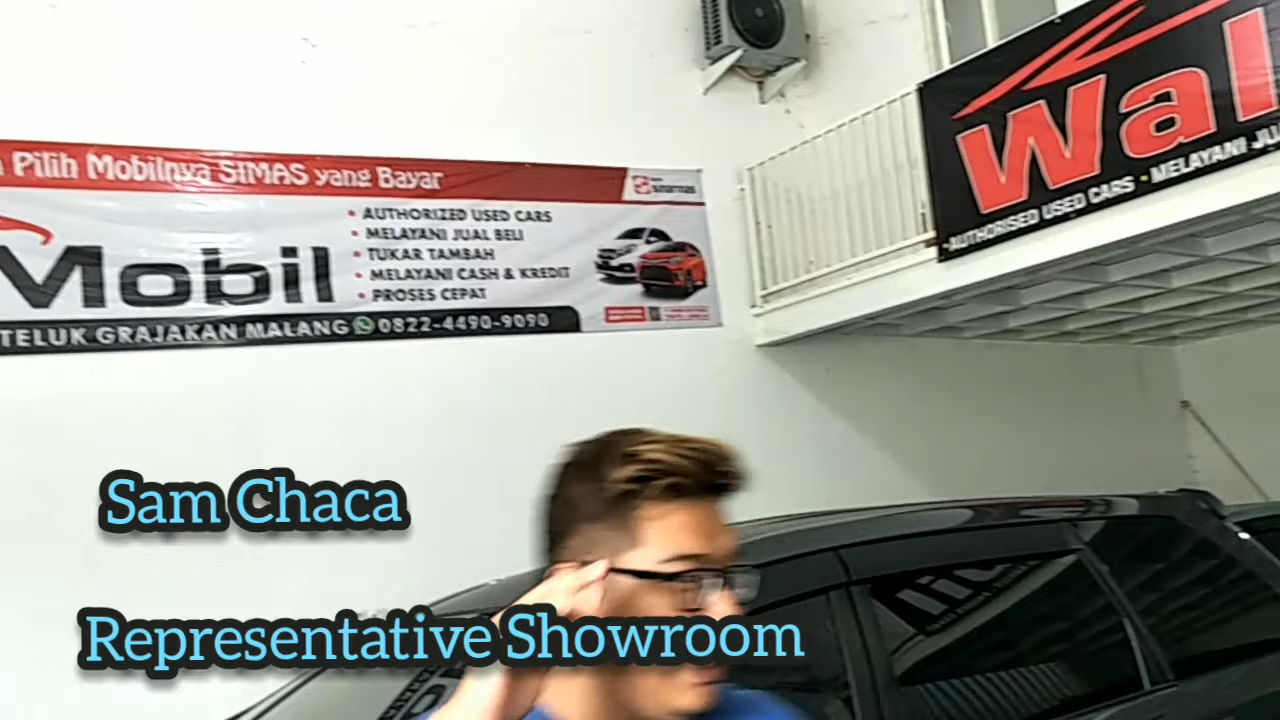 Pilih Mobilnya SIMAS yang Bayar
sinarmas
• AUTHORIZED USED CARS
• MELAYANI JUAL BELI
• TUKAR TAMBAH
• MELAYANI CASH & KREDIT
• PROSES CEPAT
Mobil
TELUK GRAJAKAN MALANG 0822-4490-9090
Wal
•AUTHORISED USED CARS •MELAYANI JU
Sam Chaca
Representative Showroom